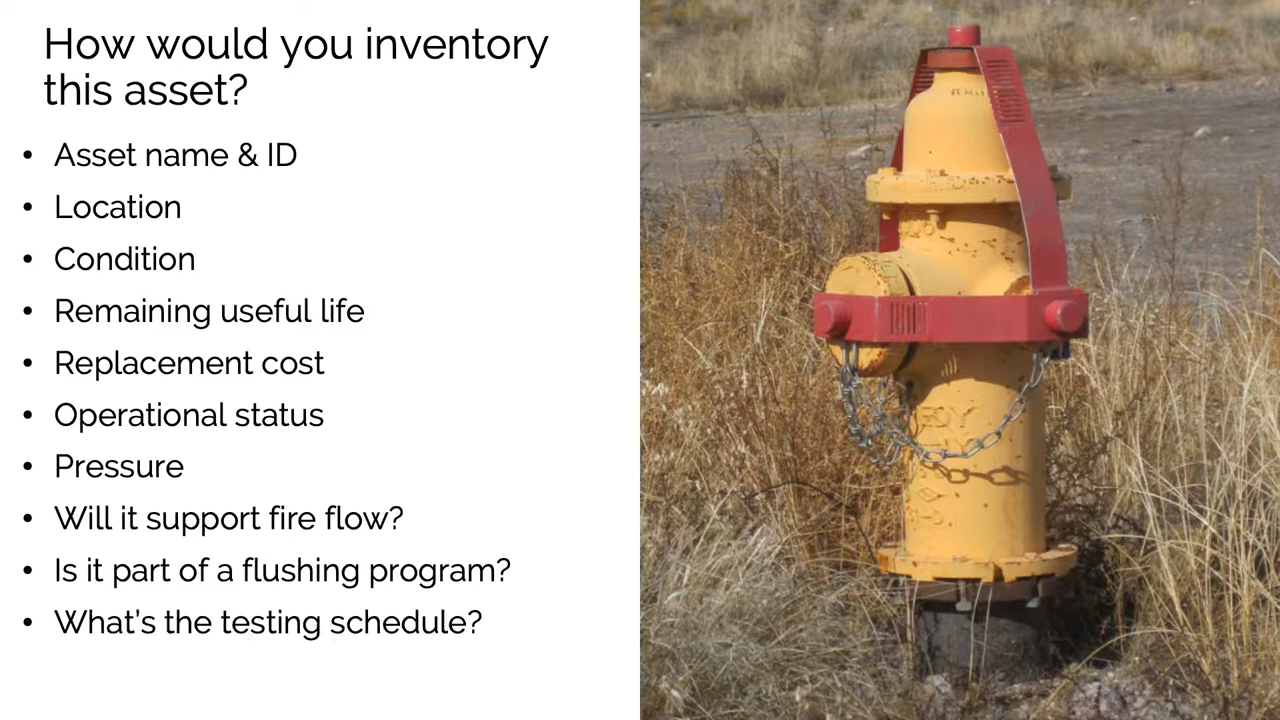 How would you inventory
this asset?
• Asset name & ID
• Location
• Condition
• Remaining useful life
• Replacement cost
• Operational status
• Pressure
• Will it support fire flow?
• Is it part of a flushing program?
• What's the testing schedule?